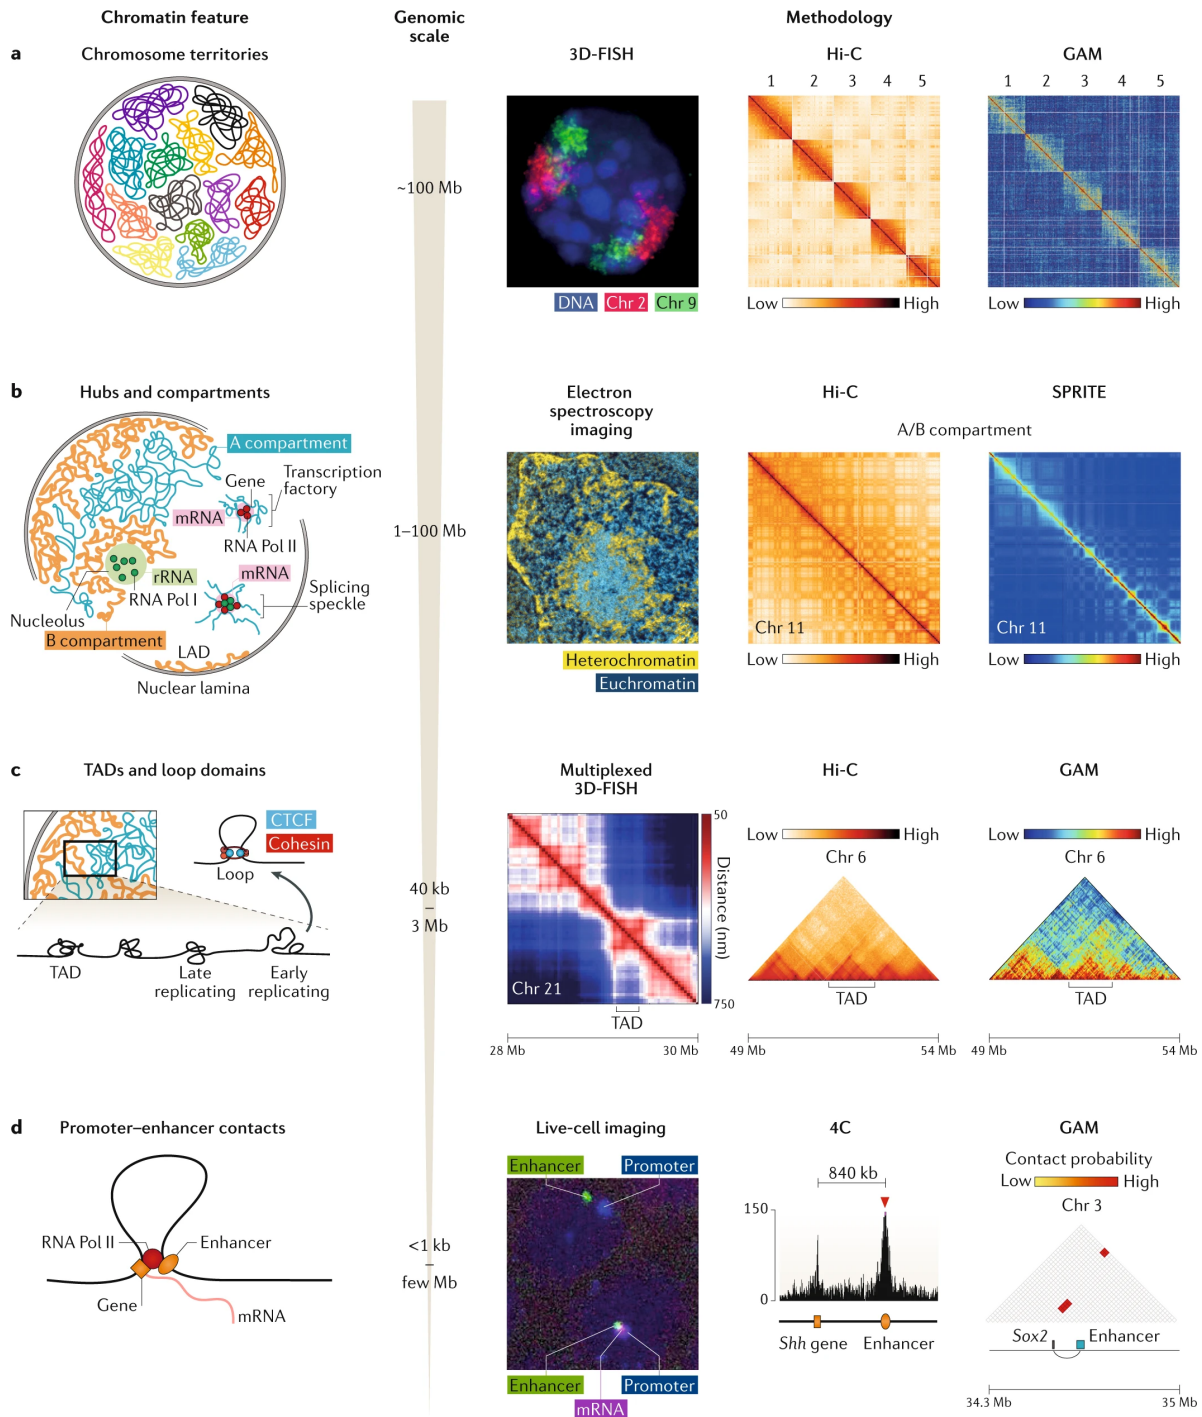 Chromatin feature
Genomic
scale
Methodology
a
Chromosome territories
3D-FISH
Hi-C
GAM
1 2 3 4 5
1 2 3 4 5
~100 Mb
DNA
Chr 2
Chr 9
Low
High
Low
High
b
Hubs and compartments
Electron
spectroscopy
imaging
Hi-C
SPRITE
A/B compartment
A compartment
Gene
Transcription
factory
mRNA
RNA Pol II
mRNA
rRNA
RNA Pol I
Splicing
speckle
Nucleolus
B compartment
LAD
Nuclear lamina
1–100 Mb
Heterochromatin
Euchromatin
Chr 11
Low
High
Chr 11
Low
High
c
TADs and loop domains
Multiplexed
3D-FISH
Hi-C
GAM
CTCF
Cohesin
Loop
TAD
Late
replicating
Early
replicating
40 kb
3 Mb
50
Distance (nm)
750
Chr 21
TAD
28 Mb
30 Mb
Low
High
Chr 6
TAD
49 Mb
54 Mb
Low
High
Chr 6
TAD
49 Mb
54 Mb
d
Promoter–enhancer contacts
Live-cell imaging
4C
GAM
RNA Pol II
Enhancer
Gene
mRNA
<1 kb
few Mb
Enhancer
Promoter
Enhancer
Promoter
mRNA
840 kb
150
0
Shh gene
Enhancer
Contact probability
Low
High
Chr 3
Sox2
Enhancer
34.3 Mb
35 Mb